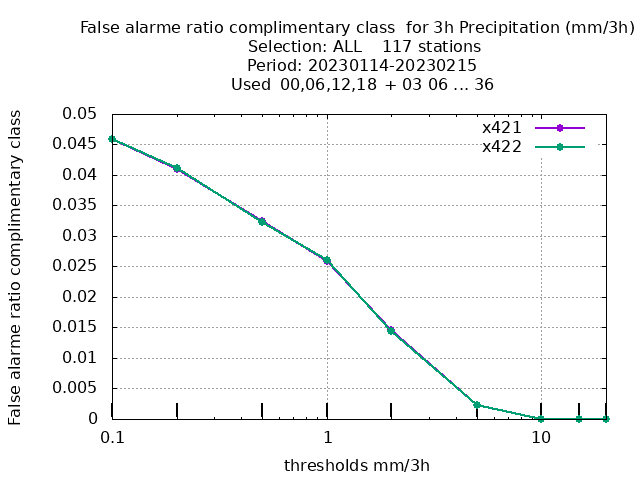 False alarme ratio complimentary class  for 3h Precipitation (mm/3h)
Selection: ALL    117 stations
Period: 20230114-20230215
Used  00,06,12,18  + 03 06 ... 36
False alarme ratio complimentary class
0.05
0.045
0.04
0.035
0.03
0.025
0.02
0.015
0.01
0.005
0
x421
x422
0.1
1
10
thresholds mm/3h